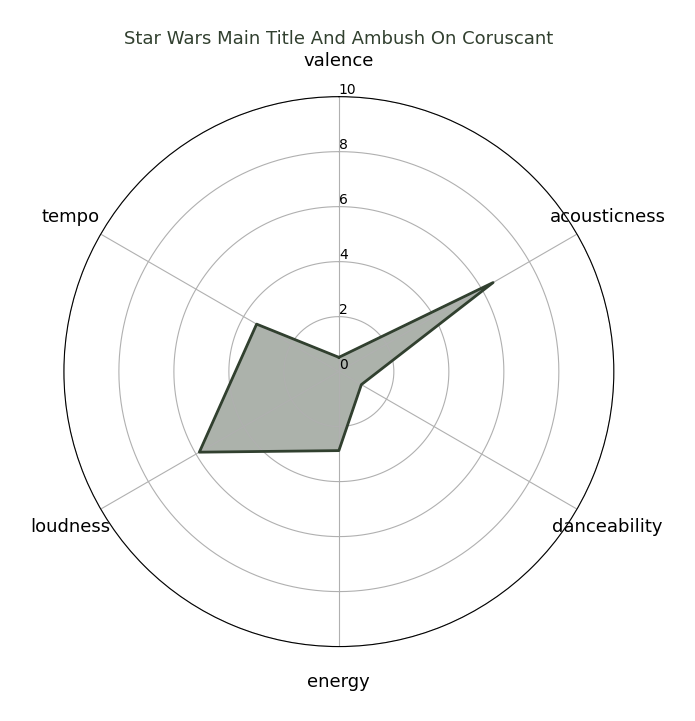 Star Wars Main Title And Ambush On Coruscant
valence
10
8
6
4
2
0
tempo
acousticness
loudness
danceability
energy